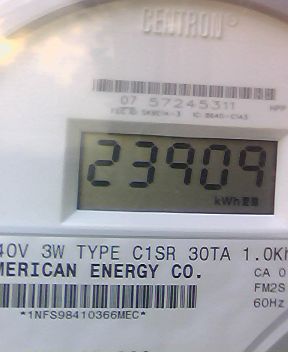 CENTRON
07 57245311
23909
kWh
40V 3W TYPE C1SR 30TA 1.0Kh
MERICAN ENERGY CO.
CA 0
FM2S
60Hz
*1NFS98410366MEC*